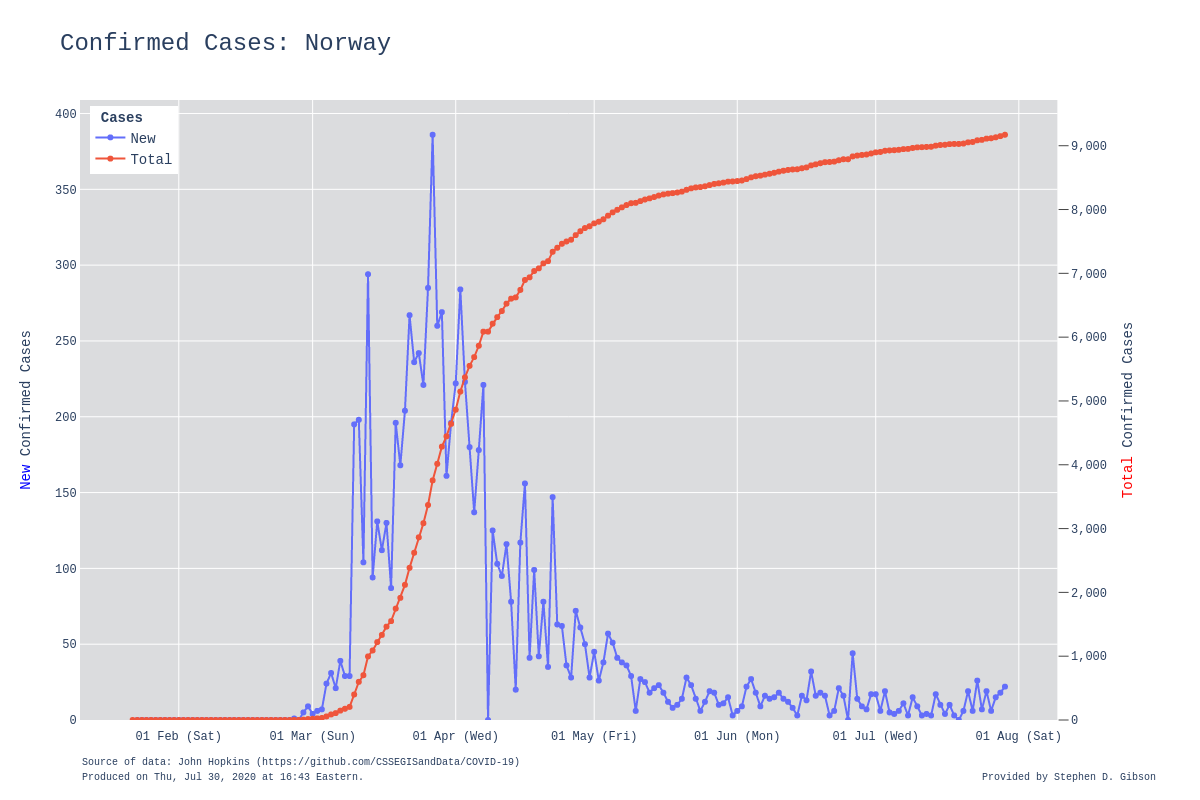 Confirmed Cases: Norway
Cases
New
Total
400
350
300
250
200
150
100
50
0
9,000
8,000
7,000
6,000
5,000
4,000
3,000
2,000
1,000
0
New Confirmed Cases
Total Confirmed Cases
01 Feb (Sat)
01 Mar (Sun)
01 Apr (Wed)
01 May (Fri)
01 Jun (Mon)
01 Jul (Wed)
01 Aug (Sat)
Source of data: John Hopkins (https://github.com/CSSEGISandData/COVID-19)
Produced on Thu, Jul 30, 2020 at 16:43 Eastern.
Provided by Stephen D. Gibson